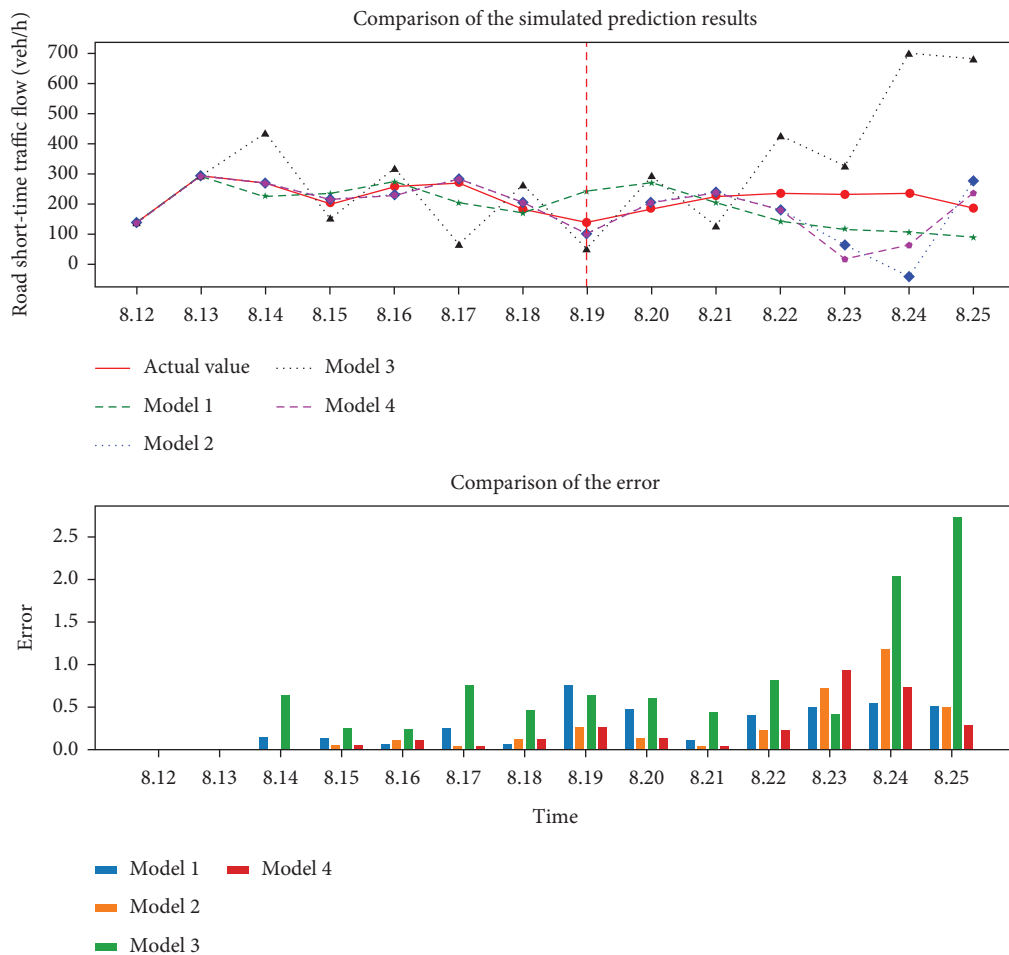 Comparison of the simulated prediction results
Road short-time traffic flow (veh/h)
700
600
500
400
300
200
100
0
8.12 8.13 8.14 8.15 8.16 8.17 8.18 8.19 8.20 8.21 8.22 8.23 8.24 8.25
Actual value Model 3
Model 1 Model 4
Model 2
Comparison of the error
Error
2.5
2.0
1.5
1.0
0.5
0.0
8.12 8.13 8.14 8.15 8.16 8.17 8.18 8.19 8.20 8.21 8.22 8.23 8.24 8.25
Time
Model 1 Model 4
Model 2
Model 3